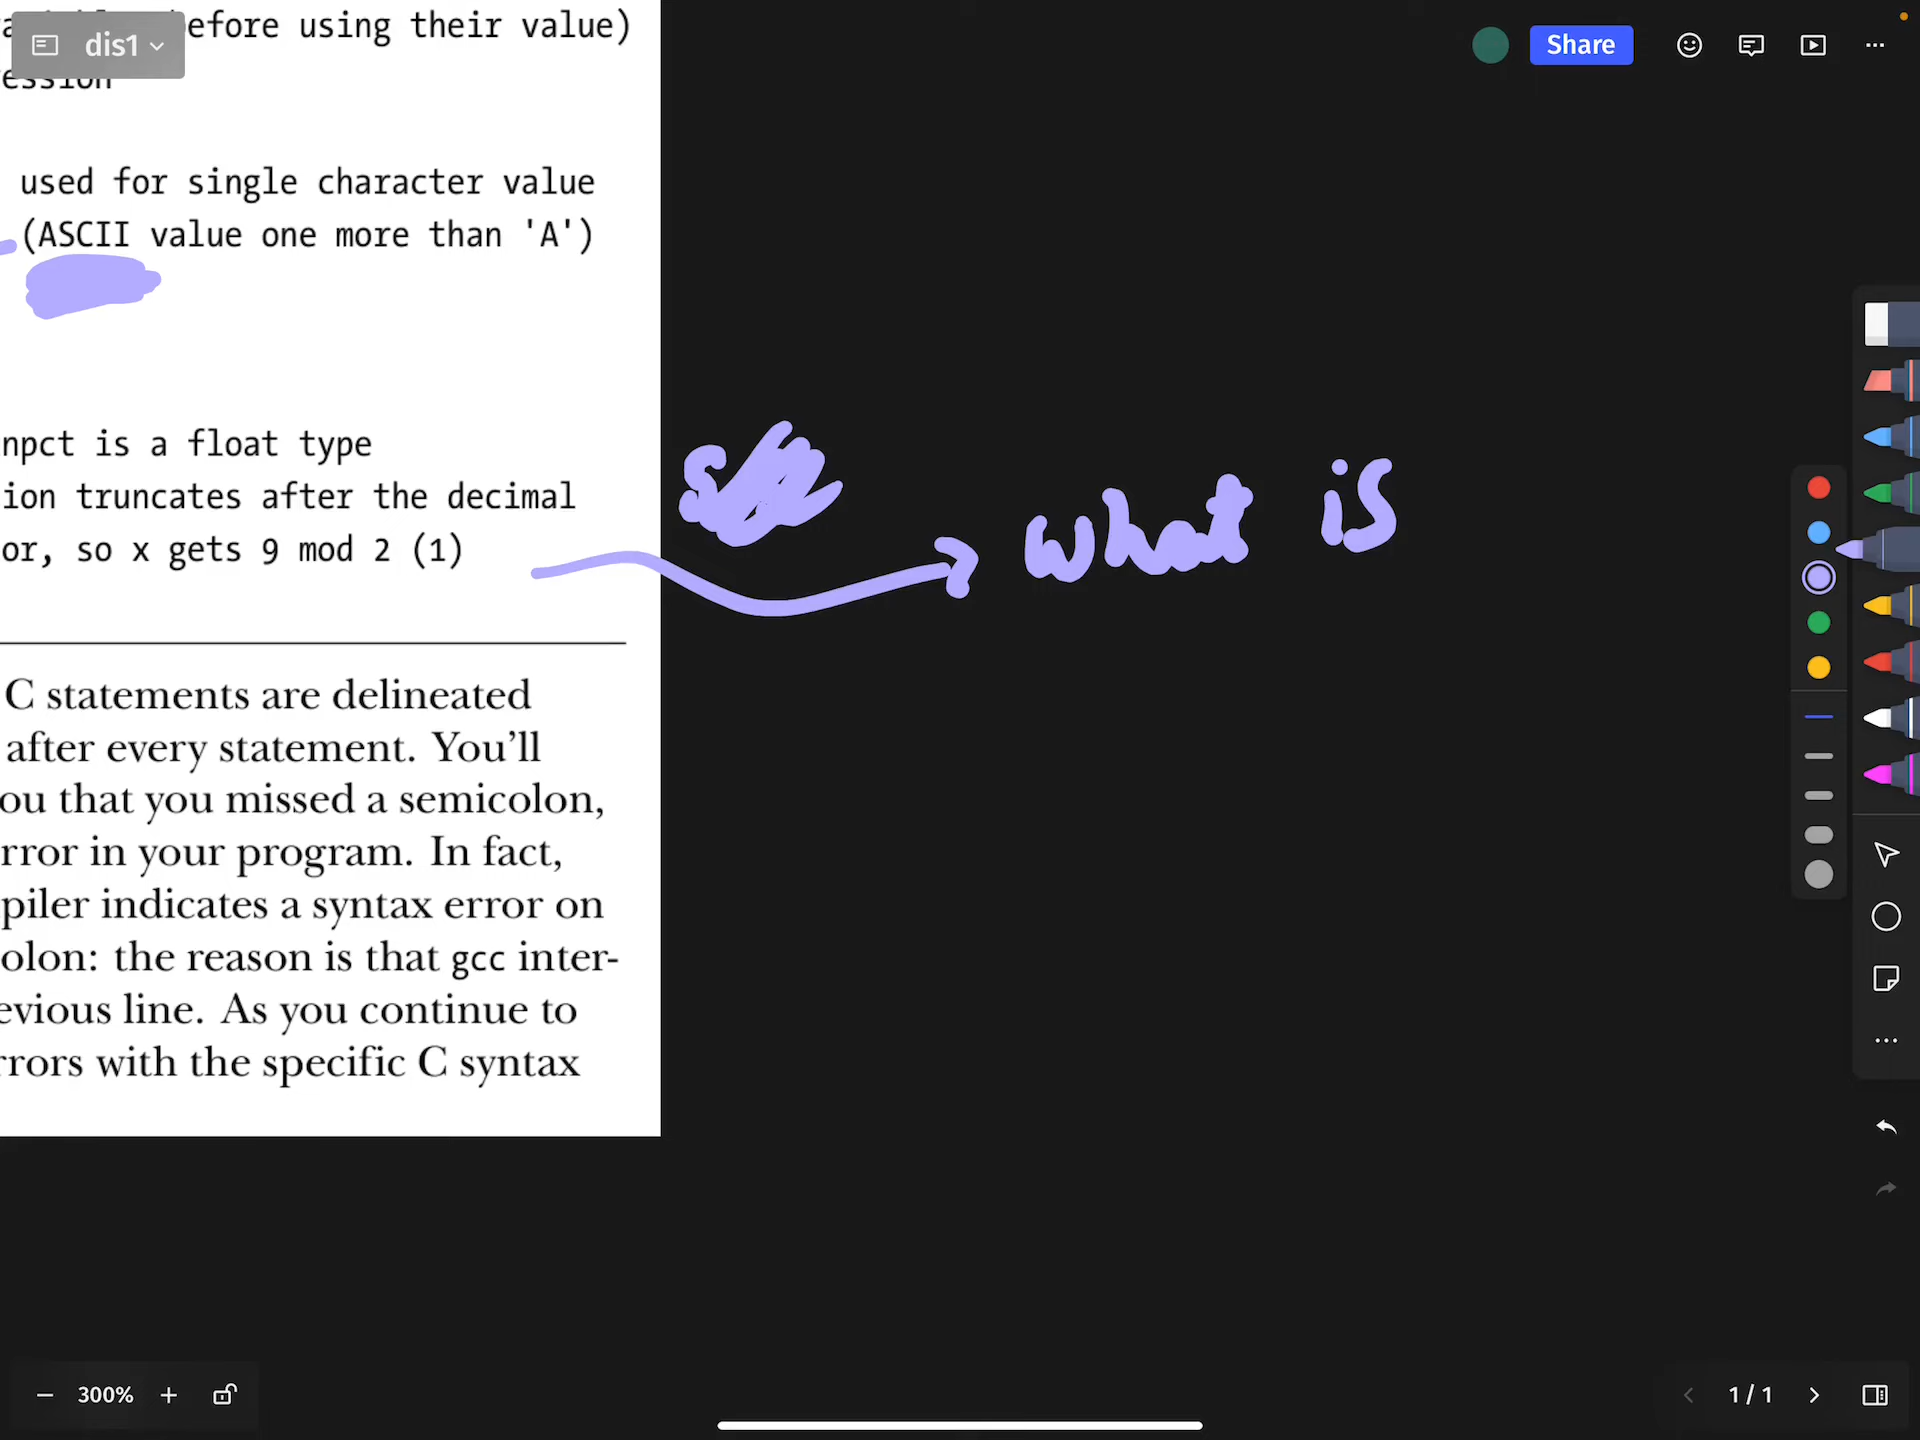 efore using their value)
dis1
ession
Share
used for single character value
(ASCII value one more than 'A')
npct is a float type
ion truncates after the decimal
or, so x gets 9 mod 2 (1)
what is
C statements are delineated
after every statement. You'll
ou that you missed a semicolon,
rror in your program. In fact,
piler indicates a syntax error on
olon: the reason is that gcc inter-
evious line. As you continue to
rrors with the specific C syntax
300%
1 / 1